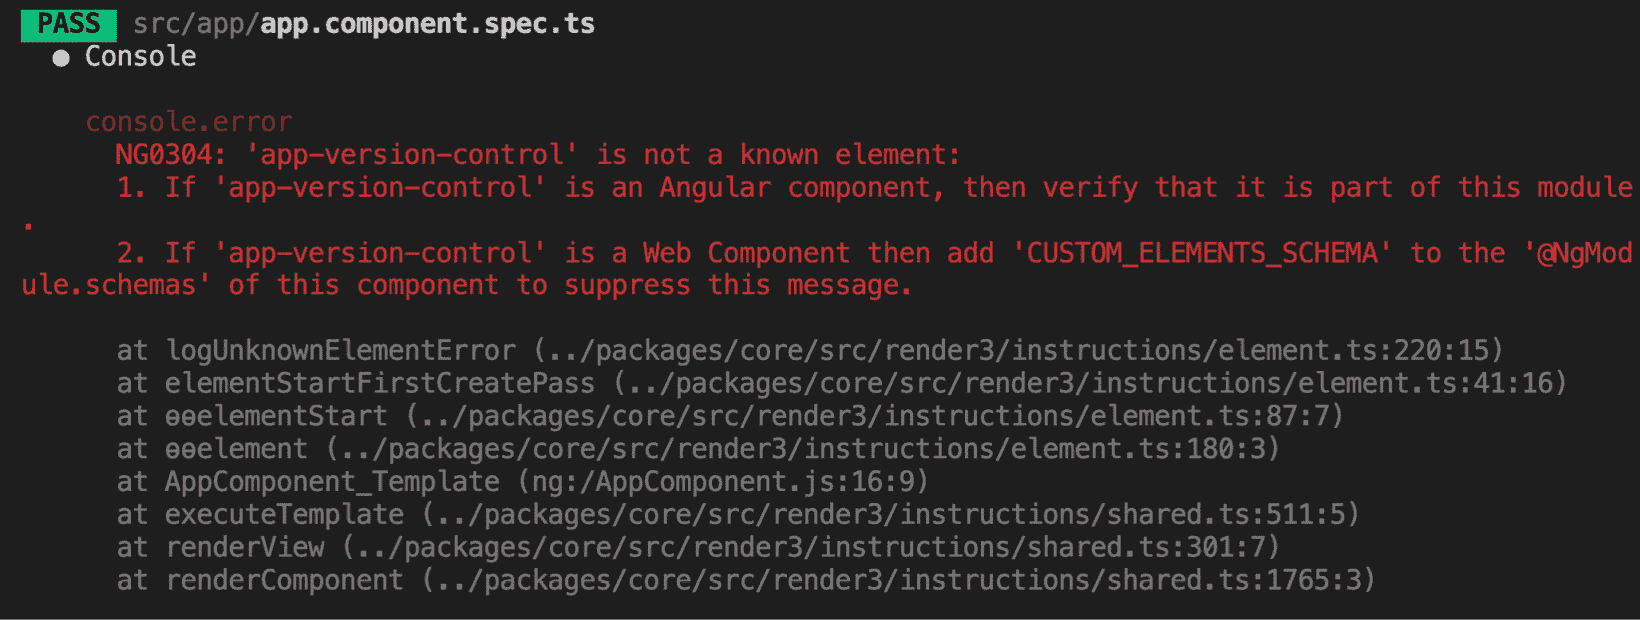 PASS src/app/app.component.spec.ts
● Console
console.error
NG0304: 'app-version-control' is not a known element:
1. If 'app-version-control' is an Angular component, then verify that it is part of this module
.
2. If 'app-version-control' is a Web Component then add 'CUSTOM_ELEMENTS_SCHEMA' to the '@NgMod
ule.schemas' of this component to suppress this message.
at logUnknownElementError (../packages/core/src/render3/instructions/element.ts:220:15)
at elementStartFirstCreatePass (../packages/core/src/render3/instructions/element.ts:41:16)
at ɵɵelementStart (../packages/core/src/render3/instructions/element.ts:87:7)
at ɵɵelement (../packages/core/src/render3/instructions/element.ts:180:3)
at AppComponent_Template (ng:/AppComponent.js:16:9)
at executeTemplate (../packages/core/src/render3/instructions/shared.ts:511:5)
at renderView (../packages/core/src/render3/instructions/shared.ts:301:7)
at renderComponent (../packages/core/src/render3/instructions/shared.ts:1765:3)